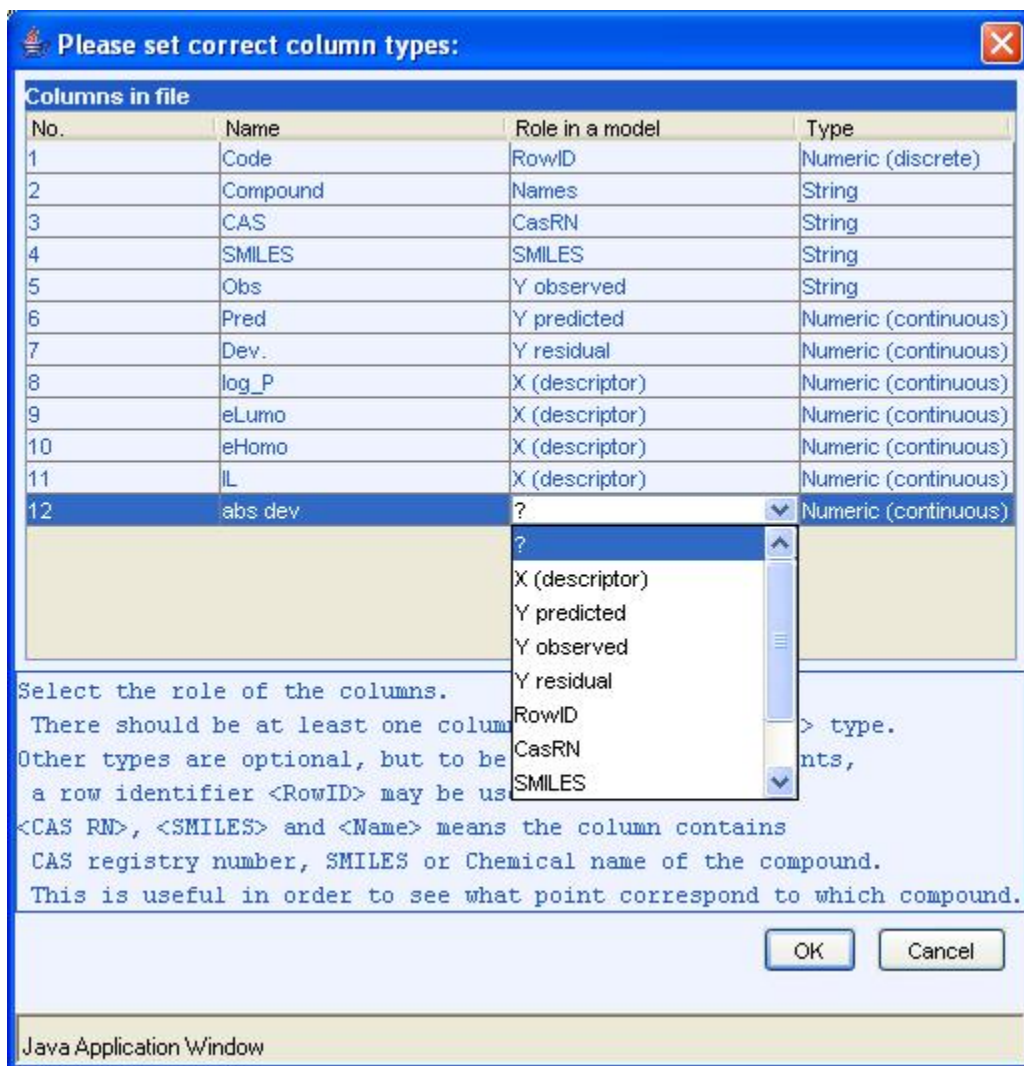 Please set correct column types:
Columns in file
No. Name Role in a model Type
1 Code RowID Numeric (discrete)
2 Compound Names String
3 CAS CasRN String
4 SMILES SMILES String
5 Obs Y observed String
6 Pred Y predicted Numeric (continuous)
7 Dev. Y residual Numeric (continuous)
8 log_P X (descriptor) Numeric (continuous)
9 eLumo X (descriptor) Numeric (continuous)
10 eHomo X (descriptor) Numeric (continuous)
11 IL X (descriptor) Numeric (continuous)
12 abs dev ? Numeric (continuous)
?
X (descriptor)
Y predicted
Y observed
Y residual
RowID
CasRN
SMILES
Select the role of the columns.
There should be at least one > type.
Other types are optional, but to be
a row identifier <RowID> may be
<CAS RN>, <SMILES> and <Name> means the column contains
CAS registry number, SMILES or Chemical name of the compound.
This is useful in order to see what point correspond to which compound.
OK Cancel
Java Application Window